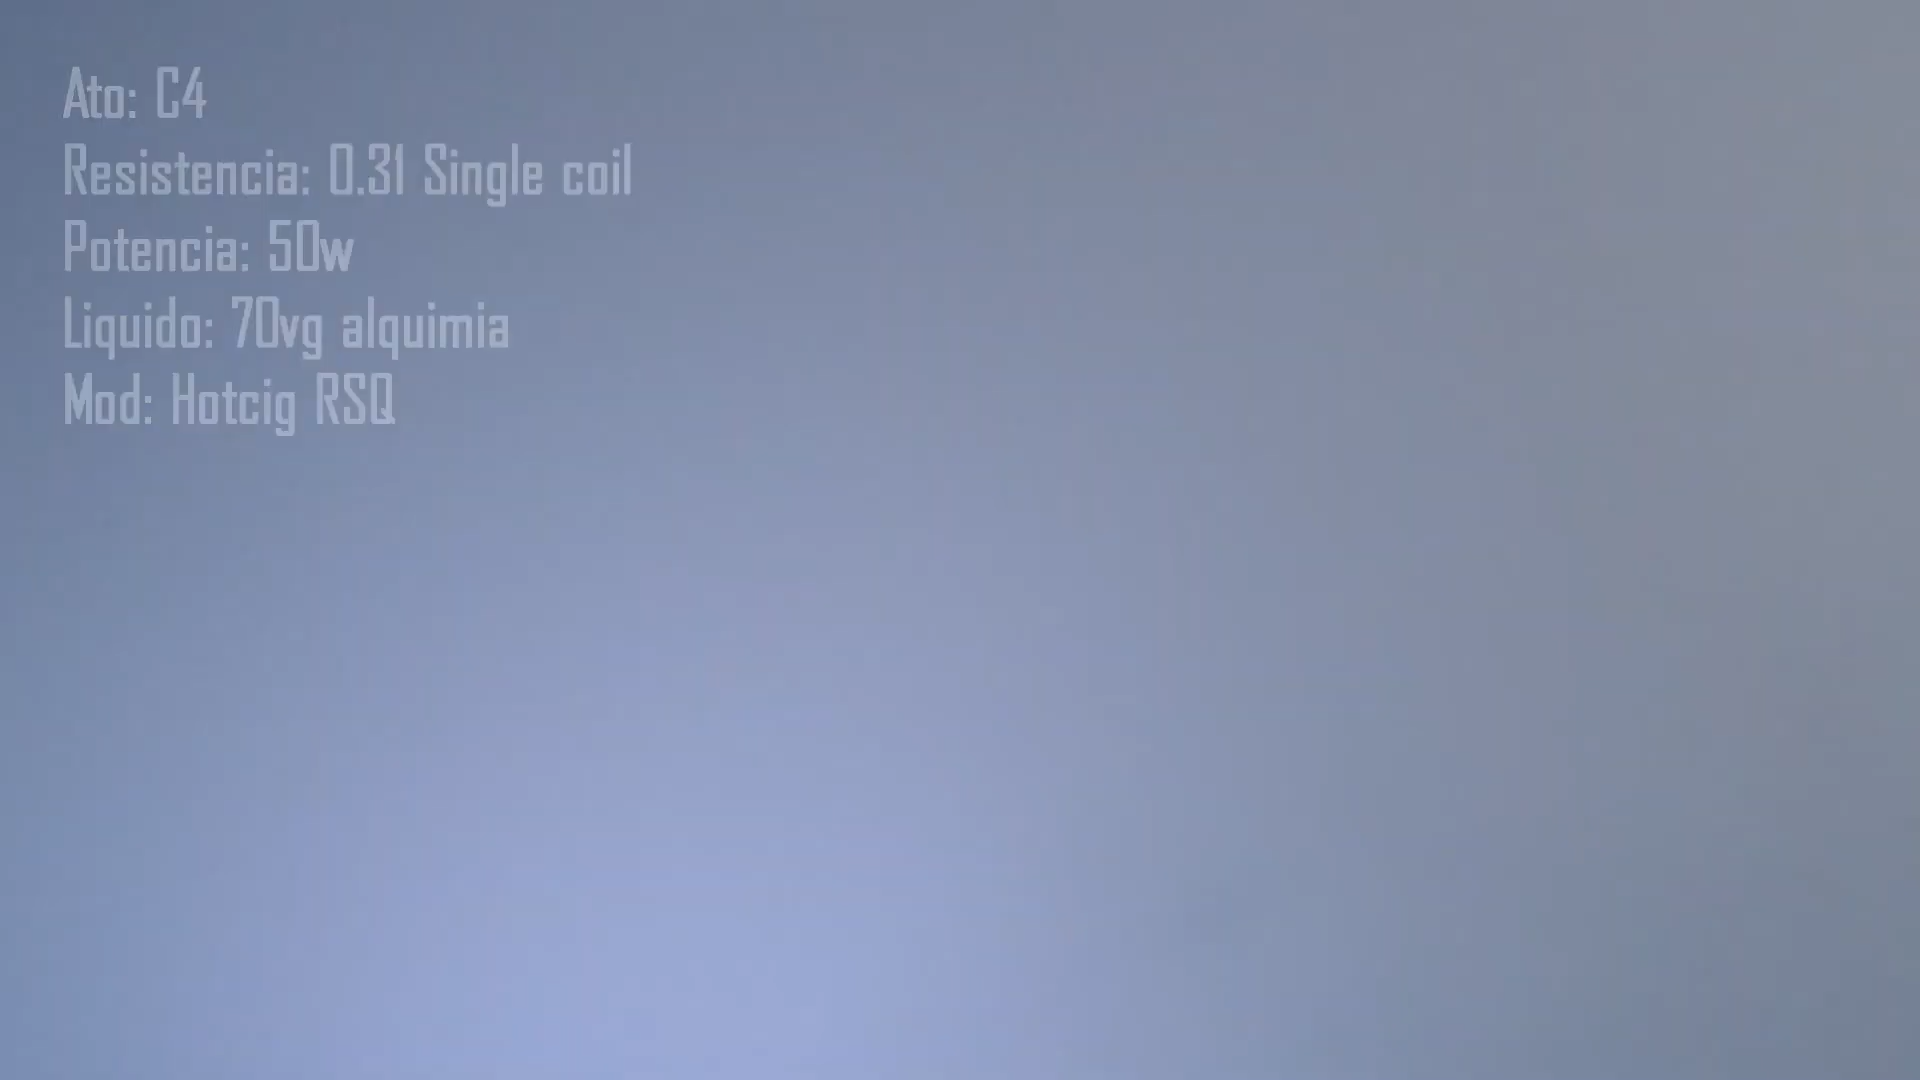 Ato: C4
Resistencia: 0.31 Single coil
Potencia: 50w
Liquido: 70vg alquimia
Mod: Hotcig RSQ